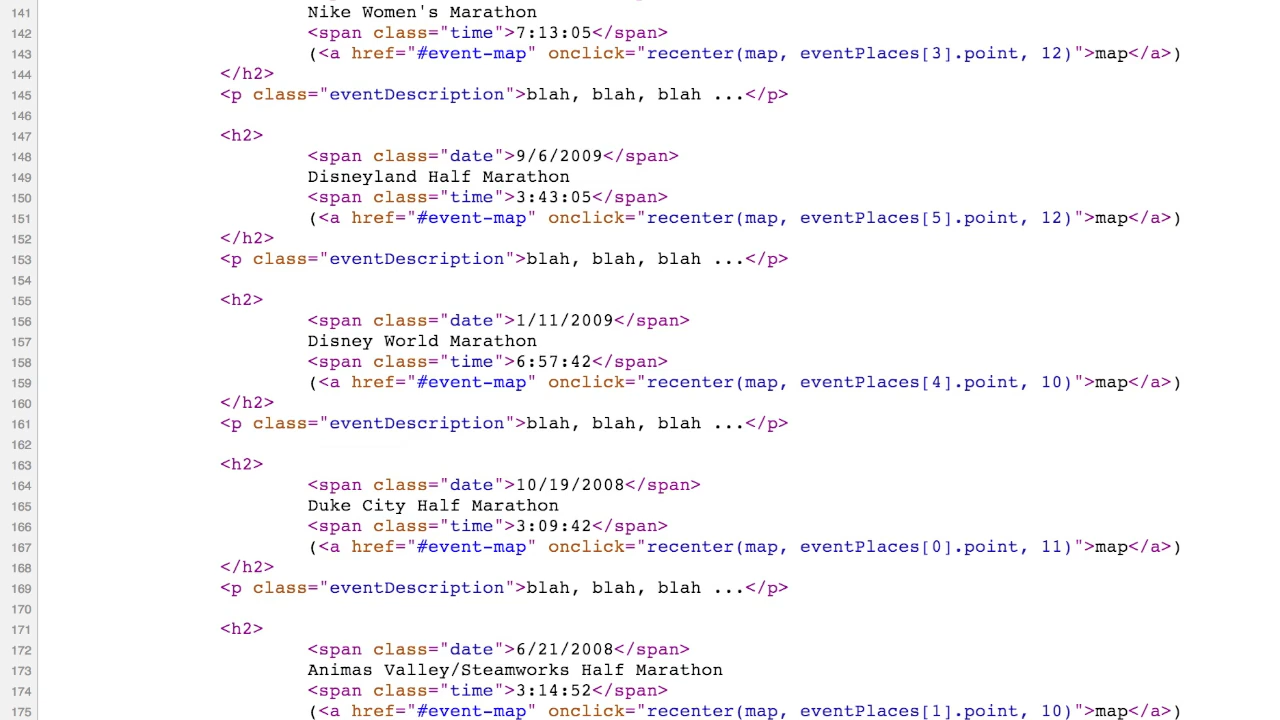 141 Nike Women's Marathon
142 <span class="time">7:13:05</span>
143 (<a href="#event-map" onclick="recenter(map, eventPlaces[3].point, 12)">map</a>)
144 </h2>
145 <p class="eventDescription">blah, blah, blah ...</p>
146
147 <h2>
148 <span class="date">9/6/2009</span>
149 Disneyland Half Marathon
150 <span class="time">3:43:05</span>
151 (<a href="#event-map" onclick="recenter(map, eventPlaces[5].point, 12)">map</a>)
152 </h2>
153 <p class="eventDescription">blah, blah, blah ...</p>
154
155 <h2>
156 <span class="date">1/11/2009</span>
157 Disney World Marathon
158 <span class="time">6:57:42</span>
159 (<a href="#event-map" onclick="recenter(map, eventPlaces[4].point, 10)">map</a>)
160 </h2>
161 <p class="eventDescription">blah, blah, blah ...</p>
162
163 <h2>
164 <span class="date">10/19/2008</span>
165 Duke City Half Marathon
166 <span class="time">3:09:42</span>
167 (<a href="#event-map" onclick="recenter(map, eventPlaces[0].point, 11)">map</a>)
168 </h2>
169 <p class="eventDescription">blah, blah, blah ...</p>
170
171 <h2>
172 <span class="date">6/21/2008</span>
173 Animas Valley/Steamworks Half Marathon
174 <span class="time">3:14:52</span>
175 (<a href="#event-map" onclick="recenter(map, eventPlaces[1].point, 10)">map</a>)